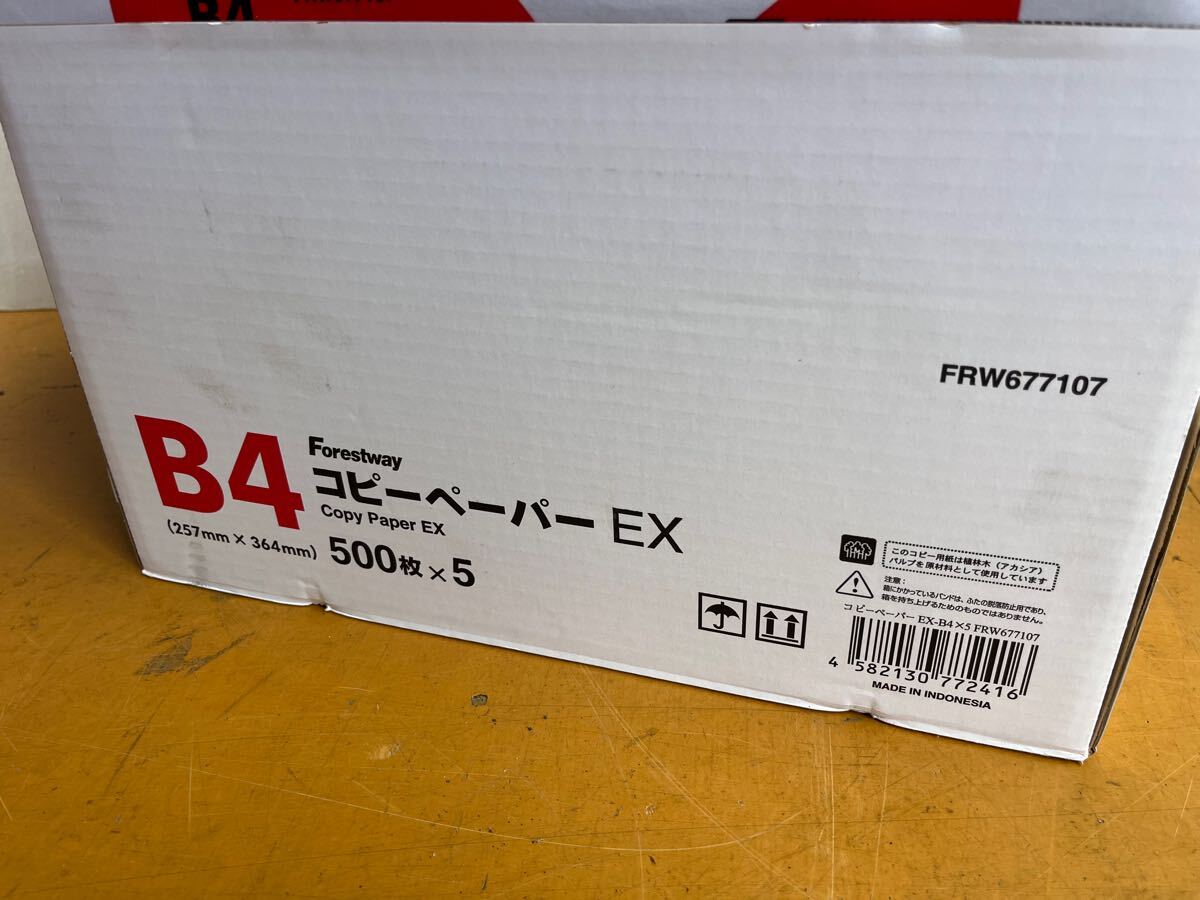 B4
FRW677107
B4
Forestway
コピーペーパー EX
Copy Paper EX
(257mm × 364mm)
500枚×5
このコピー用紙は植林木（アカシア）
パルプを原材料として使用しています
注意：
箱にかかっているバンドは、ふたの脱落防止用であり、
箱を持ち上げるためのものではありません。
コピーペーパー EX-B4×5 FRW677107
4 582130 772416
MADE IN INDONESIA